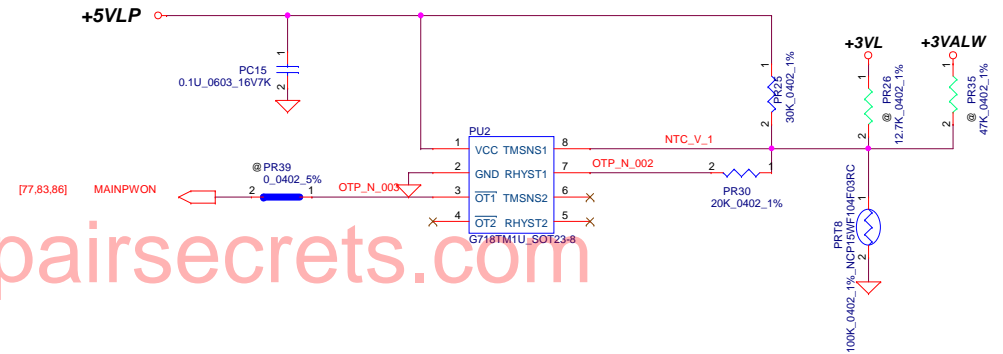 +5VLP
1
PC15
0.1U_0603_16V7K
2
+3VL
+3VALW
1
PR25
30K_0402_1%
2
1
@ PR26
12.7K_0402_1%
2
1
@ PR35
47K_0402_1%
2
PU2
1 VCC TMSNS1 8
2 GND RHYST1 7
3 OT1 TMSNS2 6
4 OT2 RHYST2 5
G718TM1U_SOT23-8
NTC_V_1
OTP_N_002
2 1
PR30
20K_0402_1%
[77,83,86] MAINPWON
@ PR39
0_0402_5%
2 1
OTP_N_003
1
PRT8
100K_0402_1%_NCP15WF104F03RC
2
pairsecrets.com